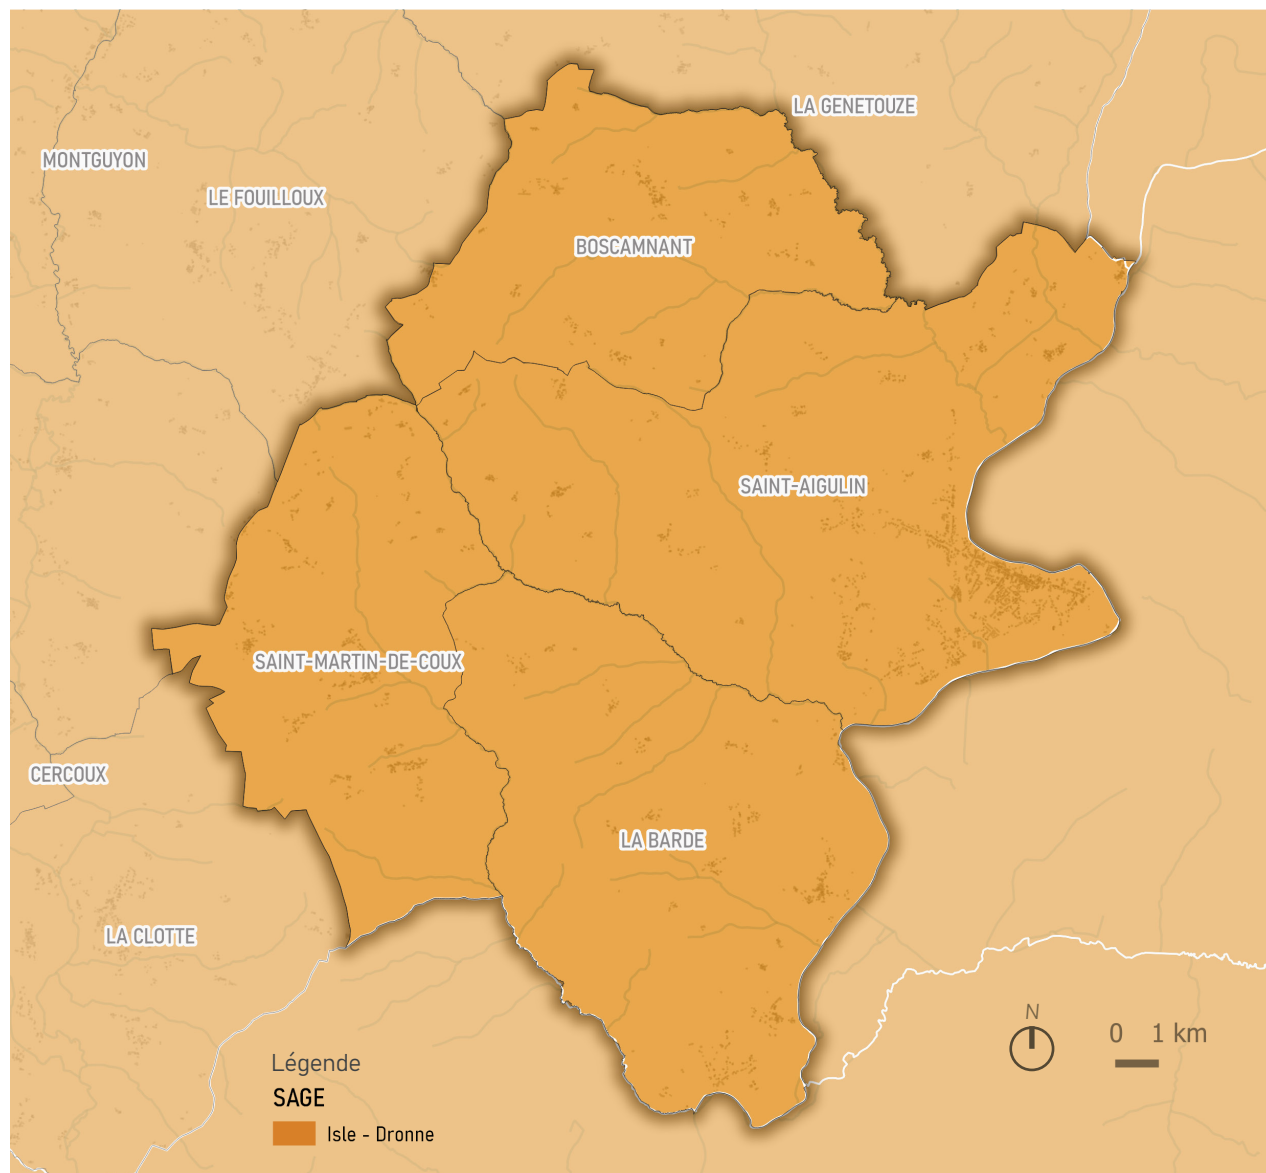 LA GENETOUZE
MONTGUYON
LE FOUILLOUX
BOSCAMNANT
SAINT-AIGULIN
SAINT-MARTIN-DE-COUX
CERCOUX
LA BARDE
LA CLOTTE
N
0 1 km
Légende
SAGE
Isle - Dronne